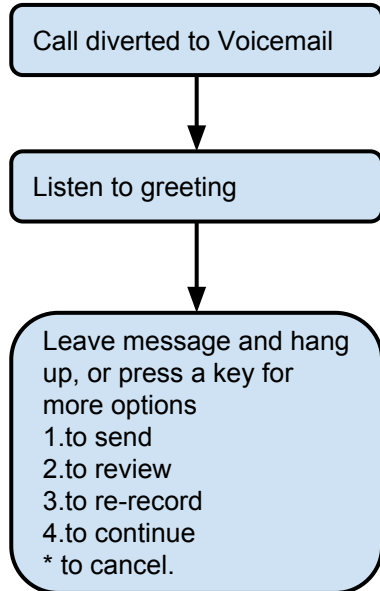 Call diverted to Voicemail
Listen to greeting
Leave message and hang
up, or press a key for
more options
1.to send
2.to review
3.to re-record
4.to continue
* to cancel.